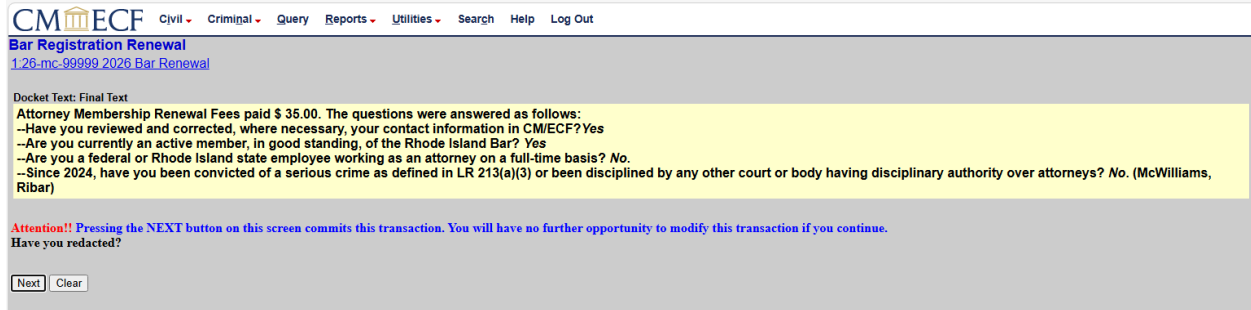 CM ECF Civil Criminal Query Reports Utilities Search Help Log Out
Bar Registration Renewal
1:26-mc-99999 2026 Bar Renewal
Docket Text: Final Text
Attorney Membership Renewal Fees paid $ 35.00. The questions were answered as follows:
--Have you reviewed and corrected, where necessary, your contact information in CM/ECF?Yes
--Are you currently an active member, in good standing, of the Rhode Island Bar? Yes
--Are you a federal or Rhode Island state employee working as an attorney on a full-time basis? No.
--Since 2024, have you been convicted of a serious crime as defined in LR 213(a)(3) or been disciplined by any other court or body having disciplinary authority over attorneys? No. (McWilliams,
Ribar)
Attention!! Pressing the NEXT button on this screen commits this transaction. You will have no further opportunity to modify this transaction if you continue.
Have you redacted?
Next Clear